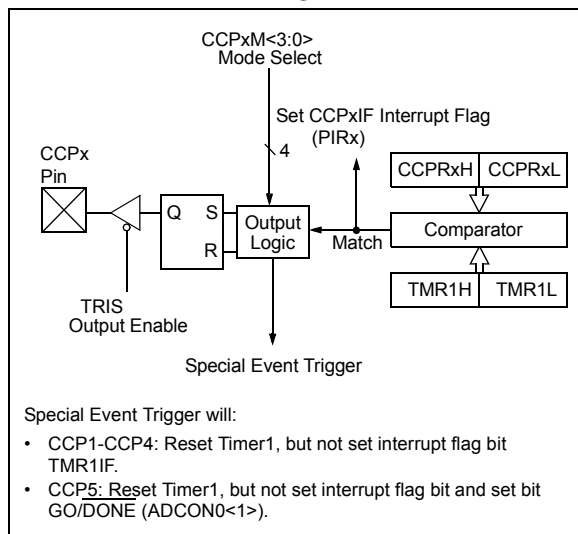 CCPxM<3:0>
Mode Select
Set CCPxIF Interrupt Flag
(PIRx)
4
CCPx
Pin
CCPRxH CCPRxL
Q S
Output
Logic
R
Match
Comparator
TRIS
Output Enable
TMR1H TMR1L
Special Event Trigger
Special Event Trigger will:
• CCP1-CCP4: Reset Timer1, but not set interrupt flag bit
TMR1IF.
• CCP5: Reset Timer1, but not set interrupt flag bit and set bit
GO/DONE (ADCON0<1>).